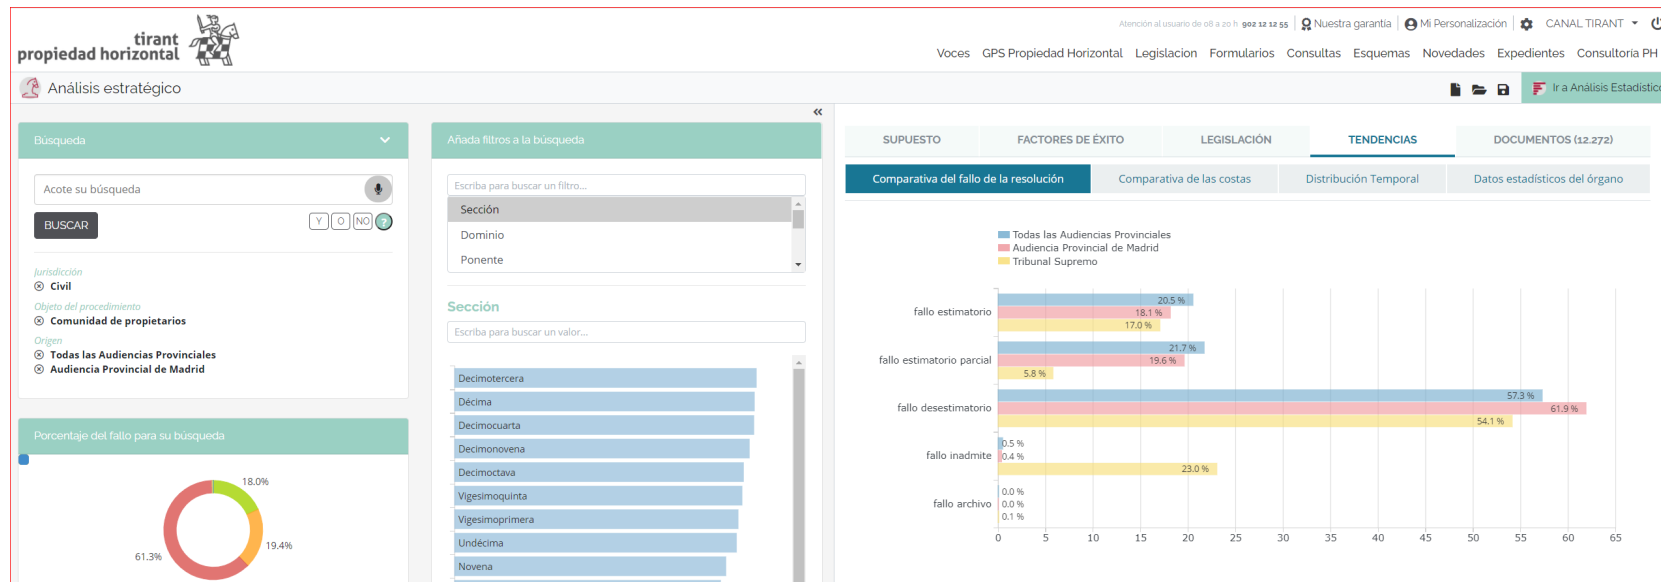 Atención al usuario de 08 a 20 h 902 12 12 55
Nuestra garantía
Mi Personalización
CANAL TIRANT
tirant
propiedad horizontal
Voces GPS Propiedad Horizontal Legislacion Formularios Consultas Esquemas Novedades Expedientes Consultoría PH
Análisis estratégico
Ir a Análisis Estadístico
«
Búsqueda
Acote su búsqueda
BUSCAR
Y O NO ?
Jurisdicción
Civil
Objeto del procedimiento
Comunidad de propietarios
Origen
Todas las Audiencias Provinciales
Audiencia Provincial de Madrid
Porcentaje del fallo para su búsqueda
18.0%
19.4%
61.3%
Añada filtros a la búsqueda
Escriba para buscar un filtro...
Sección
Dominio
Ponente
Sección
Escriba para buscar un valor...
Decimotercera
Décima
Decimocuarta
Decimonovena
Decimoctava
Vigesimoquinta
Vigesimoprimera
Undécima
Novena
SUPUESTO FACTORES DE ÉXITO LEGISLACIÓN TENDENCIAS DOCUMENTOS (12.272)
Comparativa del fallo de la resolución Comparativa de las costas Distribución Temporal Datos estadísticos del órgano
Todas las Audiencias Provinciales
Audiencia Provincial de Madrid
Tribunal Supremo
fallo estimatorio
20.5 %
18.1 %
17.0 %
fallo estimatorio parcial
21.7 %
19.6 %
5.8 %
fallo desestimatorio
57.3 %
61.9 %
54.1 %
fallo inadmite
0.5 %
0.4 %
23.0 %
fallo archivo
0.0 %
0.0 %
0.1 %
0 5 10 15 20 25 30 35 40 45 50 55 60 65